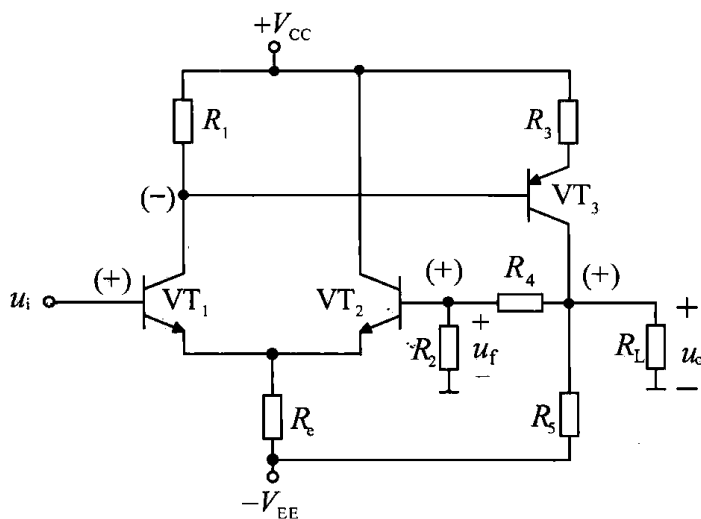 +V_CC
R_1
R_3
(−)
VT_3
u_i
(+)
VT_1
VT_2
(+)
R_4
(+)
R_2
+
u_f
−
R_L
+
u_o
−
R_e
R_5
−V_EE